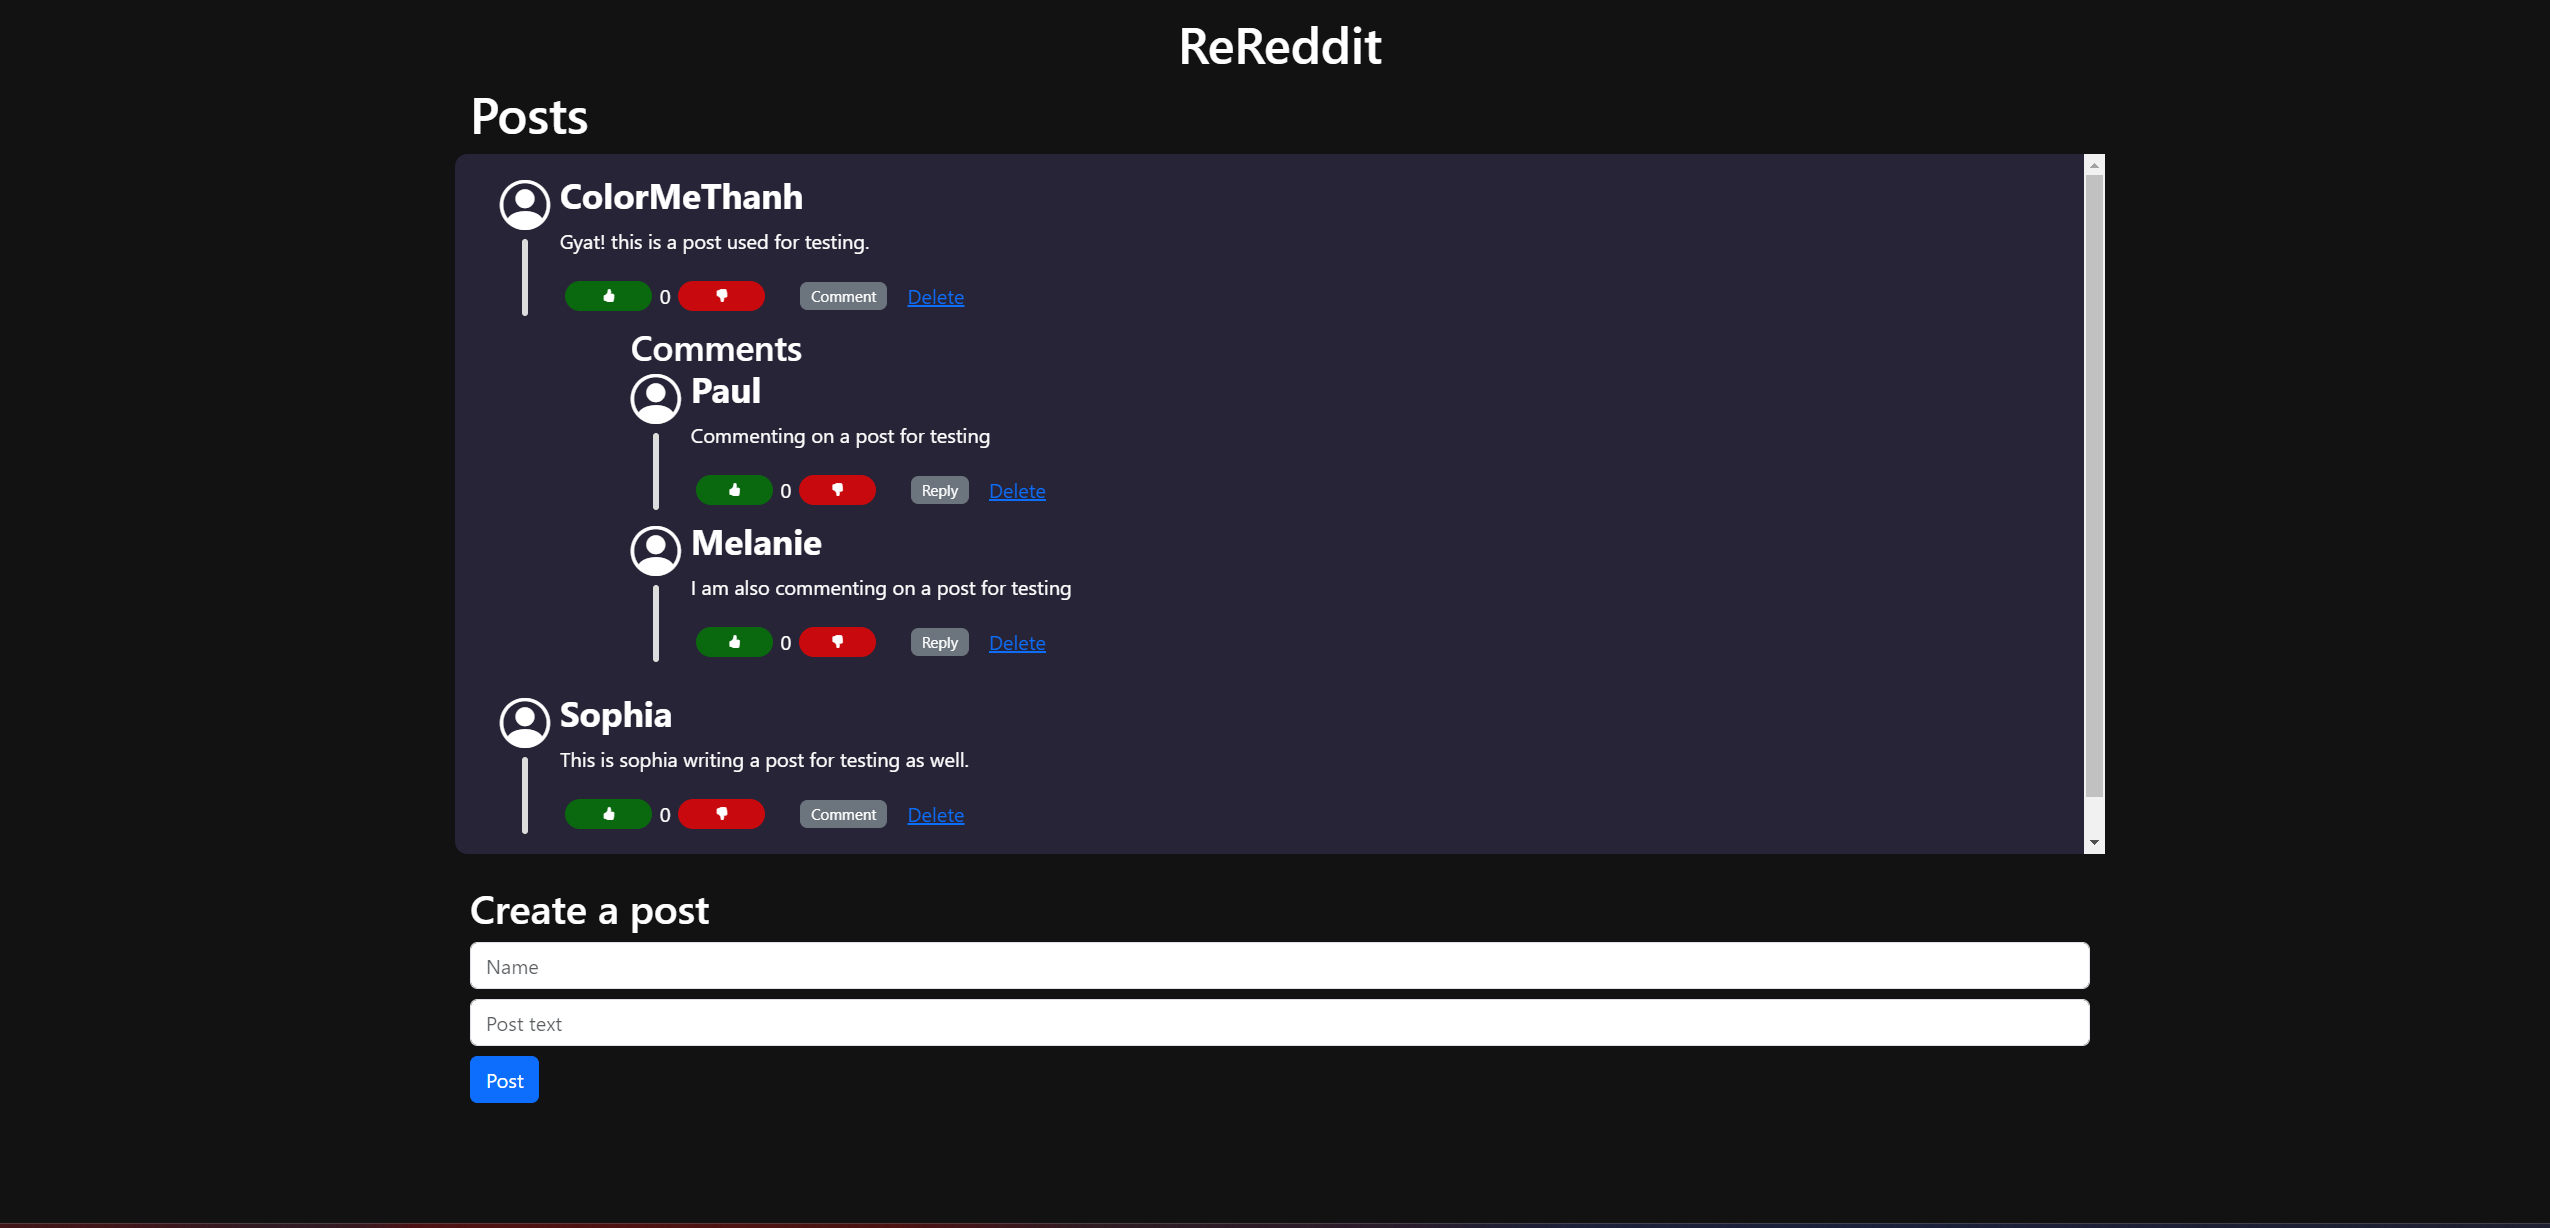 ReReddit
Posts
ColorMeThanh
Gyat! this is a post used for testing.
0 Comment Delete
Comments
Paul
Commenting on a post for testing
0 Reply Delete
Melanie
I am also commenting on a post for testing
0 Reply Delete
Sophia
This is sophia writing a post for testing as well.
0 Comment Delete
Create a post
Name
Post text
Post